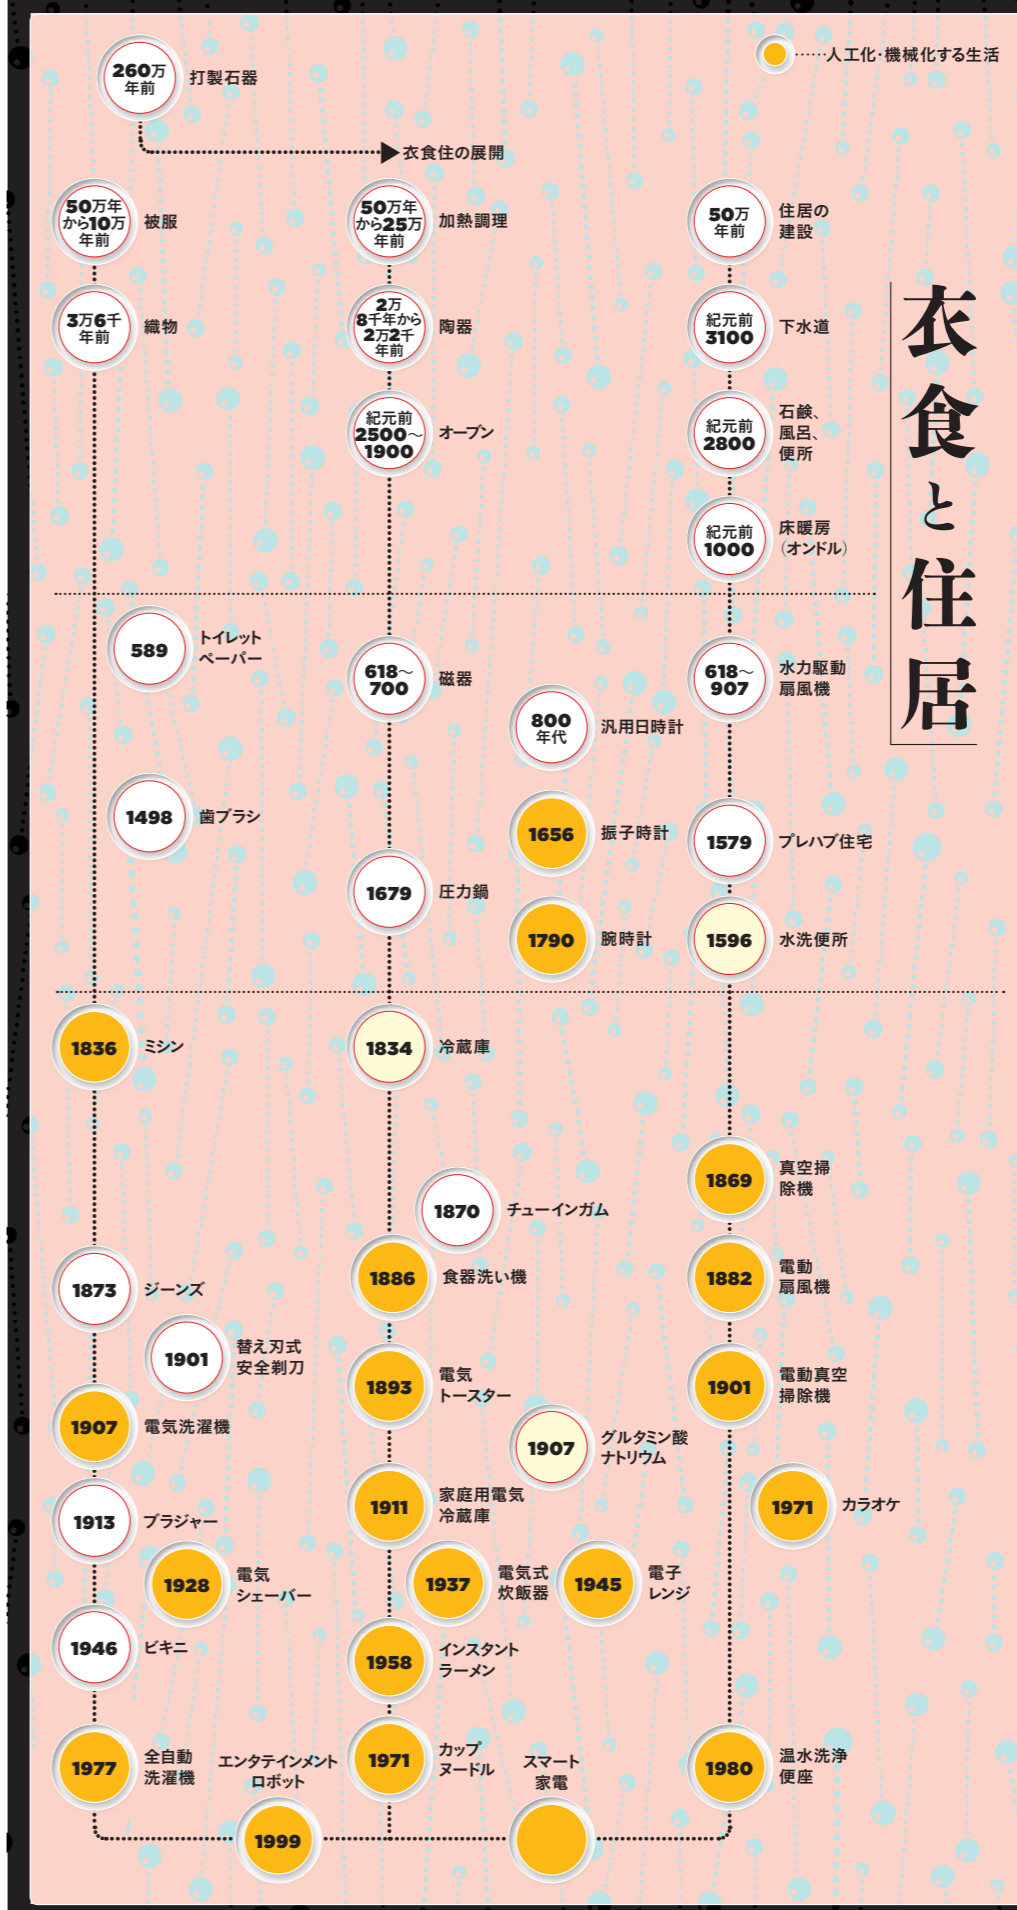 ……人工化・機械化する生活
衣食と住居
260万
年前
打製石器
衣食住の展開
50万年
から10万
年前
被服
50万年
から25万
年前
加熱調理
50万
年前
住居の
建設
3万6千
年前
織物
2万
8千年から
2万2千
年前
陶器
紀元前
3100
下水道
紀元前
2500〜
1900
オーブン
紀元前
2800
石鹸、
風呂、
便所
紀元前
1000
床暖房
（オンドル）
589
トイレット
ペーパー
618〜
700
磁器
618〜
907
水力駆動
扇風機
800
年代
汎用日時計
1498
歯ブラシ
1656
振子時計
1579
プレハブ住宅
1679
圧力鍋
1790
腕時計
1596
水洗便所
1836
ミシン
1834
冷蔵庫
1869
真空掃
除機
1870
チューインガム
1873
ジーンズ
1886
食器洗い機
1882
電動
扇風機
1901
替え刃式
安全剃刀
1893
電気
トースター
1901
電動真空
掃除機
1907
電気洗濯機
1907
グルタミン酸
ナトリウム
1913
ブラジャー
1911
家庭用電気
冷蔵庫
1971
カラオケ
1928
電気
シェーバー
1937
電気式
炊飯器
1945
電子
レンジ
1946
ビキニ
1958
インスタント
ラーメン
1977
全自動
洗濯機
エンタテインメント
ロボット
1999
1971
カップ
ヌードル
スマート
家電
1980
温水洗浄
便座